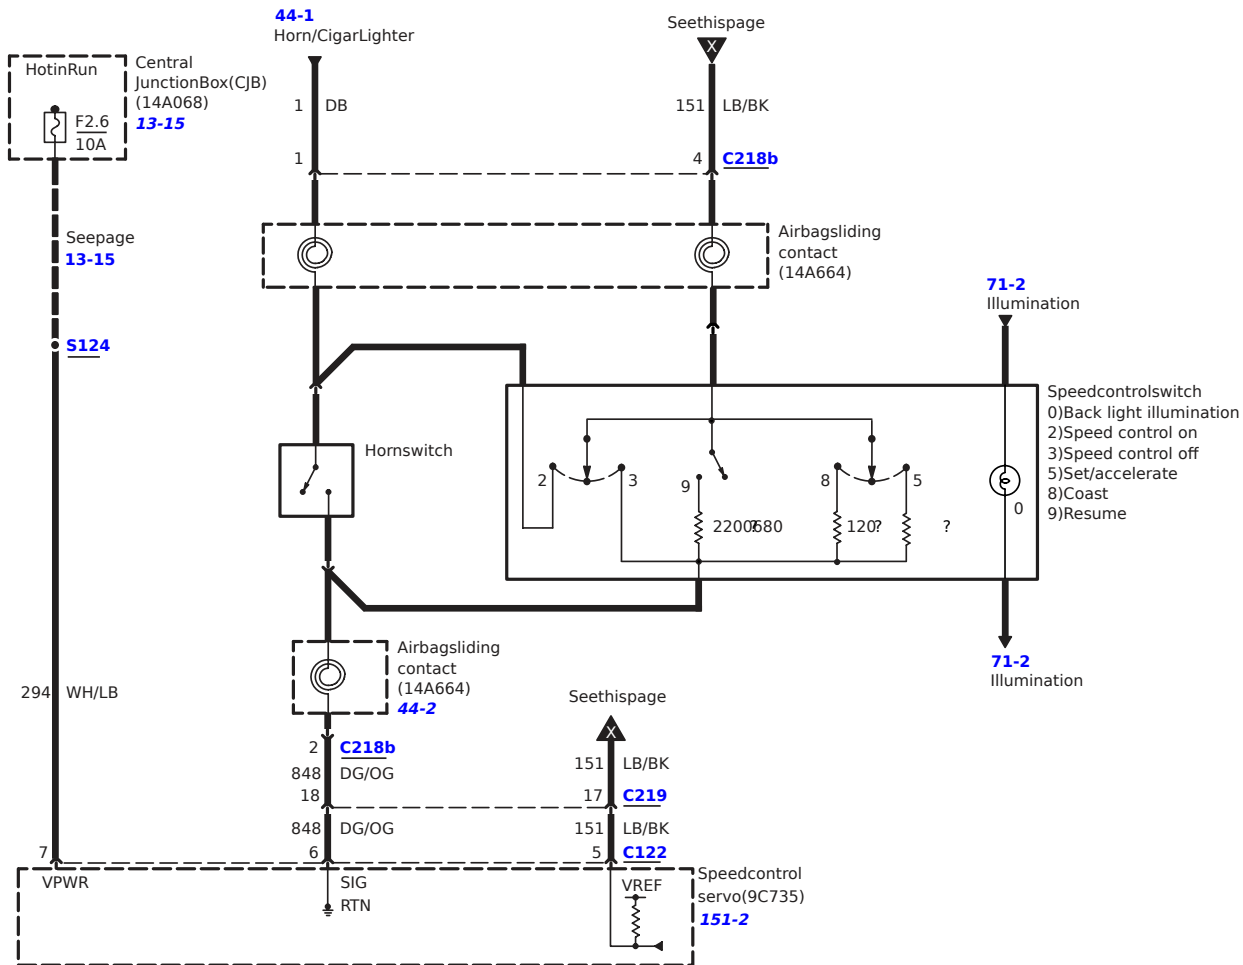 44-1
Horn/CigarLighter
Seethispage
X
HotinRun
F2.6
10A
Central
JunctionBox(CJB)
(14A068)
13-15
1
DB
1
151
LB/BK
4
C218b
Seepage
13-15
S124
Airbagsliding
contact
(14A664)
71-2
Illumination
Hornswitch
Speedcontrolswitch
0)Back light illumination
2)Speed control on
3)Speed control off
5)Set/accelerate
8)Coast
9)Resume
2
3
9
8
5
0
120?
?
71-2
Illumination
Airbagsliding
contact
(14A664)
44-2
294
WH/LB
2
C218b
848
DG/OG
18
Seethispage
X
151
LB/BK
17
C219
848
DG/OG
6
151
LB/BK
5
C122
7
VPWR
SIG
RTN
VREF
Speedcontrol
servo(9C735)
151-2